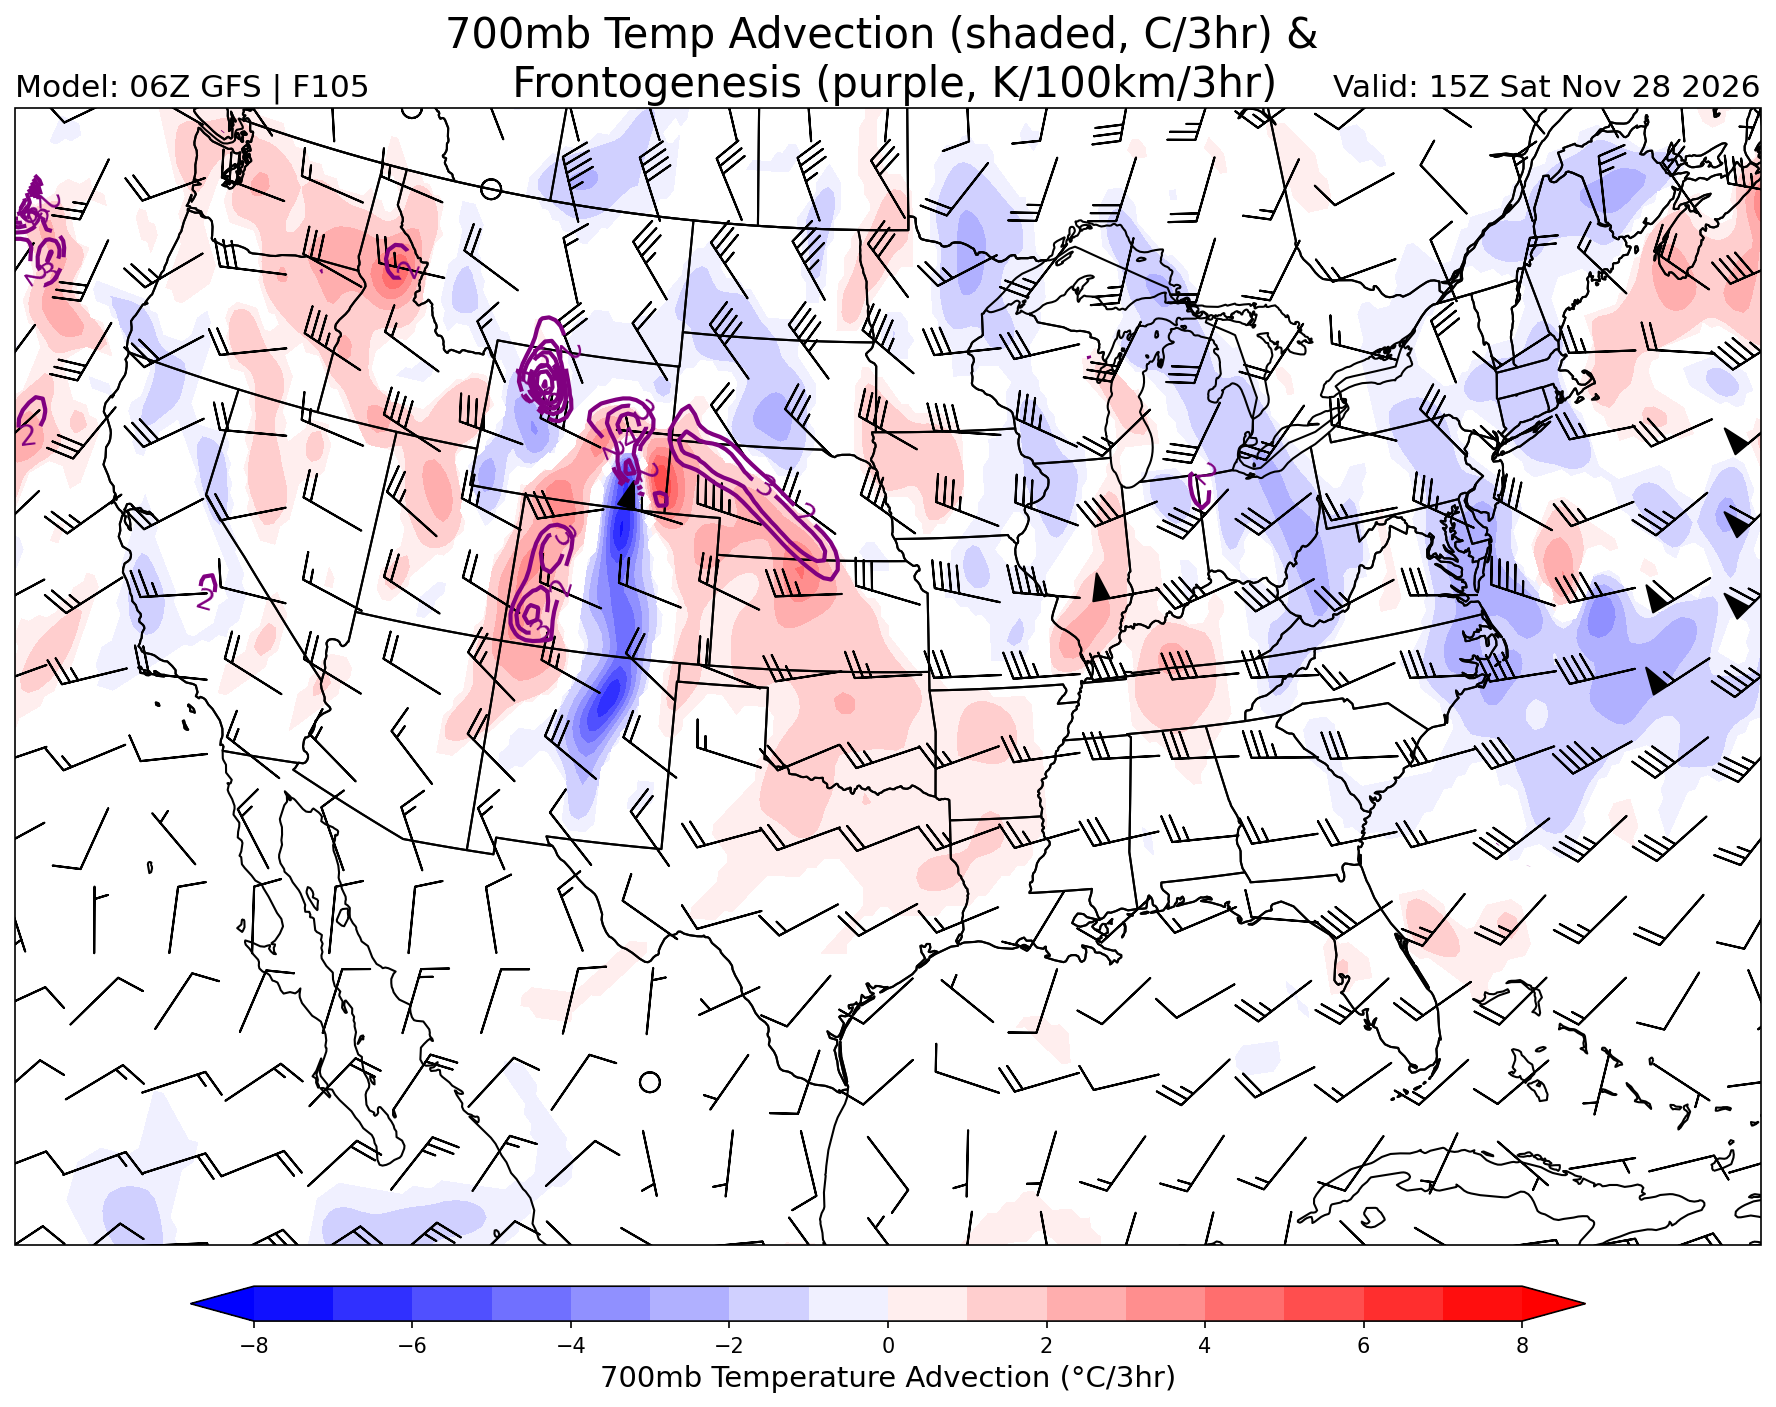 700mb Temp Advection (shaded, C/3hr) &
Model: 06Z GFS | F105
Frontogenesis (purple, K/100km/3hr)
Valid: 15Z Sat Nov 28 2026
−8
−6
−4
−2
0
2
4
6
8
700mb Temperature Advection (°C/3hr)